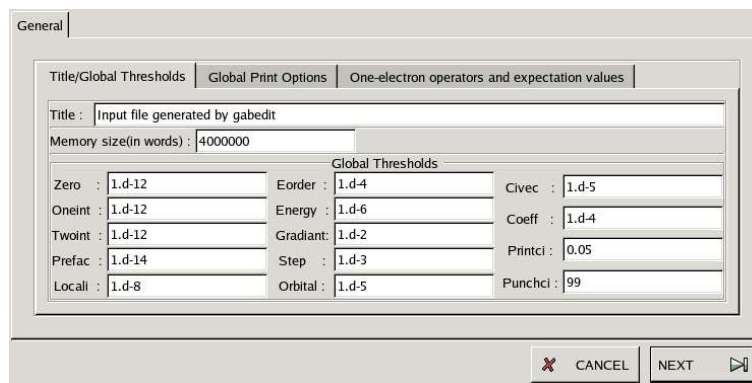 General
Title/Global Thresholds Global Print Options One-electron operators and expectation values
Title : Input file generated by gabedit
Memory size(in words) : 4000000
Global Thresholds
Zero : 1.d-12 Eorder : 1.d-4 Civec : 1.d-5
Oneint : 1.d-12 Energy : 1.d-6 Coeff : 1.d-4
Twoint : 1.d-12 Gradiant: 1.d-2 Printci : 0.05
Prefac : 1.d-14 Step : 1.d-3 Punchci : 99
Locali : 1.d-8 Orbital : 1.d-5
CANCEL NEXT